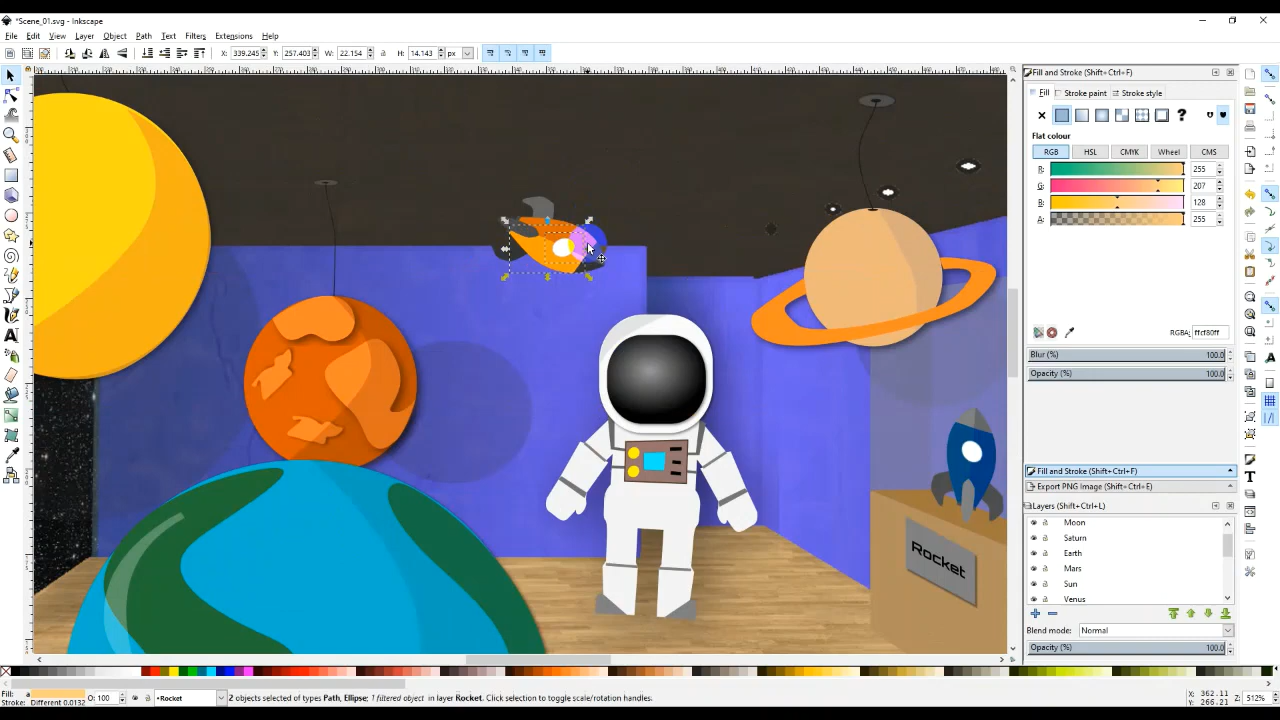 *Scene_01.svg - Inkscape
File Edit View Layer Object Path Text Filters Extensions Help
X: 339.245 Y: 257.403 W: 22.154 H: 14.143 px
Fill and Stroke (Shift+Ctrl+F)
Fill Stroke paint Stroke style
Flat colour
RGB HSL CMYK Wheel CMS
R: 255
G: 207
B: 128
A: 255
RGBA: ffcf80ff
Blur (%) 100.0
Opacity (%) 100.0
Rocket
Fill and Stroke (Shift+Ctrl+F)
Export PNG Image (Shift+Ctrl+E)
Layers (Shift+Ctrl+L)
Moon
Saturn
Earth
Mars
Sun
Venus
Blend mode: Normal
Opacity (%) 100.0
Fill: a O: 100 •Rocket 2 objects selected of types Path, Ellipse; 1 filtered object in layer Rocket. Click selection to toggle scale/rotation handles. X: 362.11 Z: 512%
Stroke: Different 0.0132 Y: 266.21